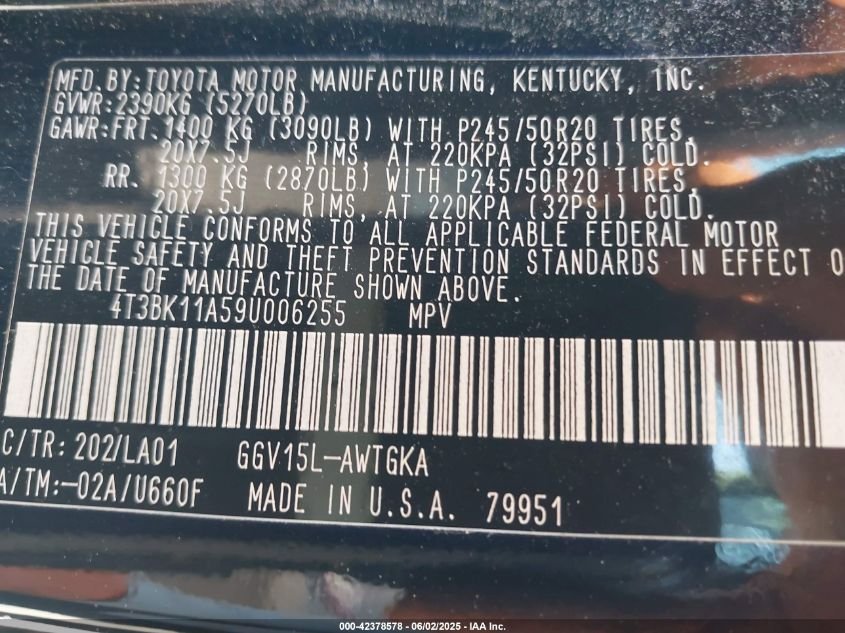 MFD.BY:TOYOTA MOTOR MANUFACTURING, KENTUCKY, INC.
GVWR:2390KG (5270LB)
GAWR:FRT.1400 KG (3090LB) WITH P245/50R20 TIRES,
20X7.5J RIMS, AT 220KPA (32PSI) COLD.
RR. 1300 KG (2870LB) WITH P245/50R20 TIRES,
20X7.5J RIMS, AT 220KPA (32PSI) COLD.
THIS VEHICLE CONFORMS TO ALL APPLICABLE FEDERAL MOTOR
VEHICLE SAFETY AND THEFT PREVENTION STANDARDS IN EFFECT O
THE DATE OF MANUFACTURE SHOWN ABOVE.
4T3BK11A59U006255 MPV
C/TR:202/LA01 GGV15L-AWTGKA
A/TM:-02A/U660F MADE IN U.S.A. 79951
000-42378578 - 06/02/2025 - IAA Inc.